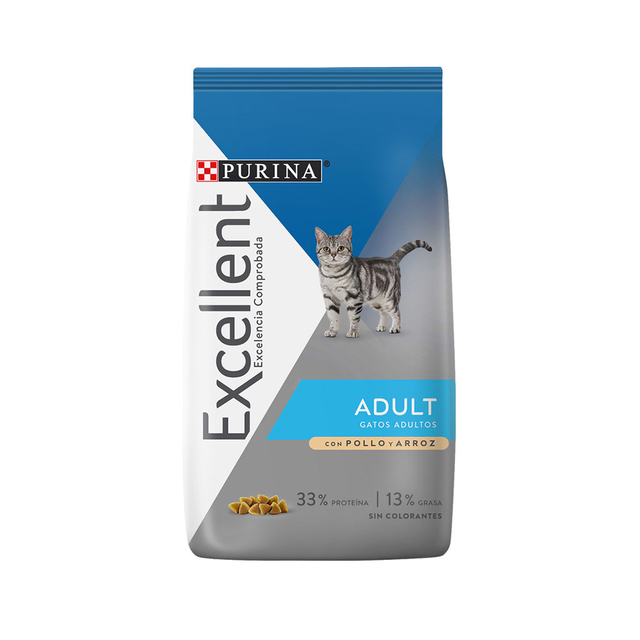 PURINA®
Excellent
Excelencia Comprobada
ADULT
GATOS ADULTOS
CON POLLO Y ARROZ
33% PROTEÍNA | 13% GRASA
SIN COLORANTES